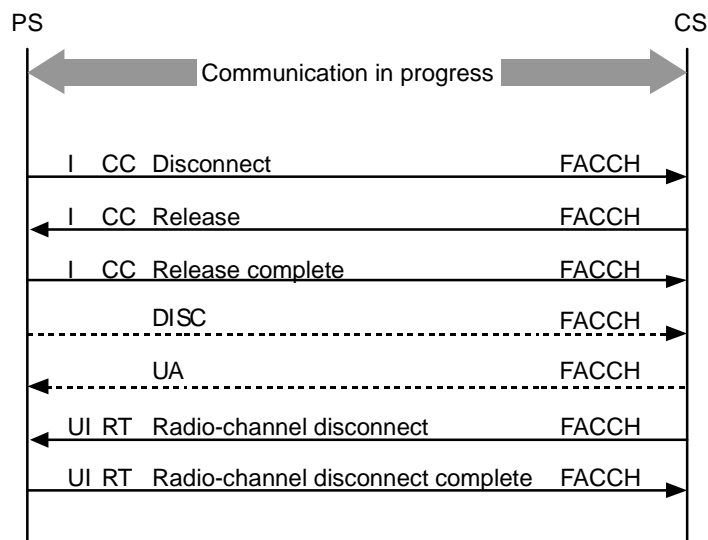 PS CS
Communication in progress
I CC Disconnect FACCH
I CC Release FACCH
I CC Release complete FACCH
DISC FACCH
UA FACCH
UI RT Radio-channel disconnect FACCH
UI RT Radio-channel disconnect complete FACCH